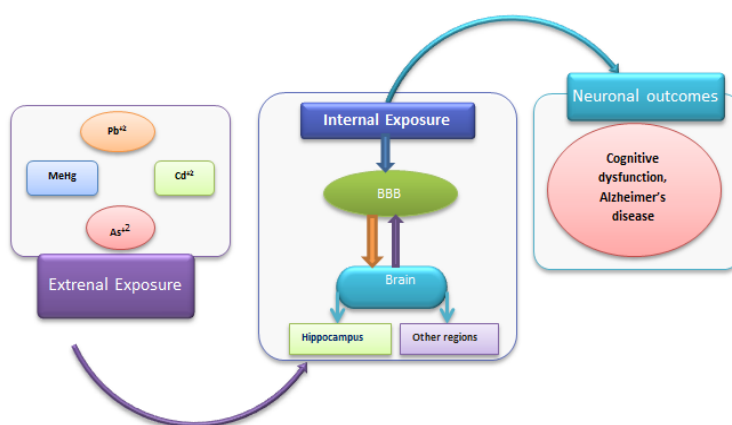 Pb⁺²
MeHg
Cd⁺²
As⁺²
Extrenal Exposure
Internal Exposure
BBB
Brain
Hippocampus
Other regions
Neuronal outcomes
Cognitive
dysfunction,
Alzheimer's
disease